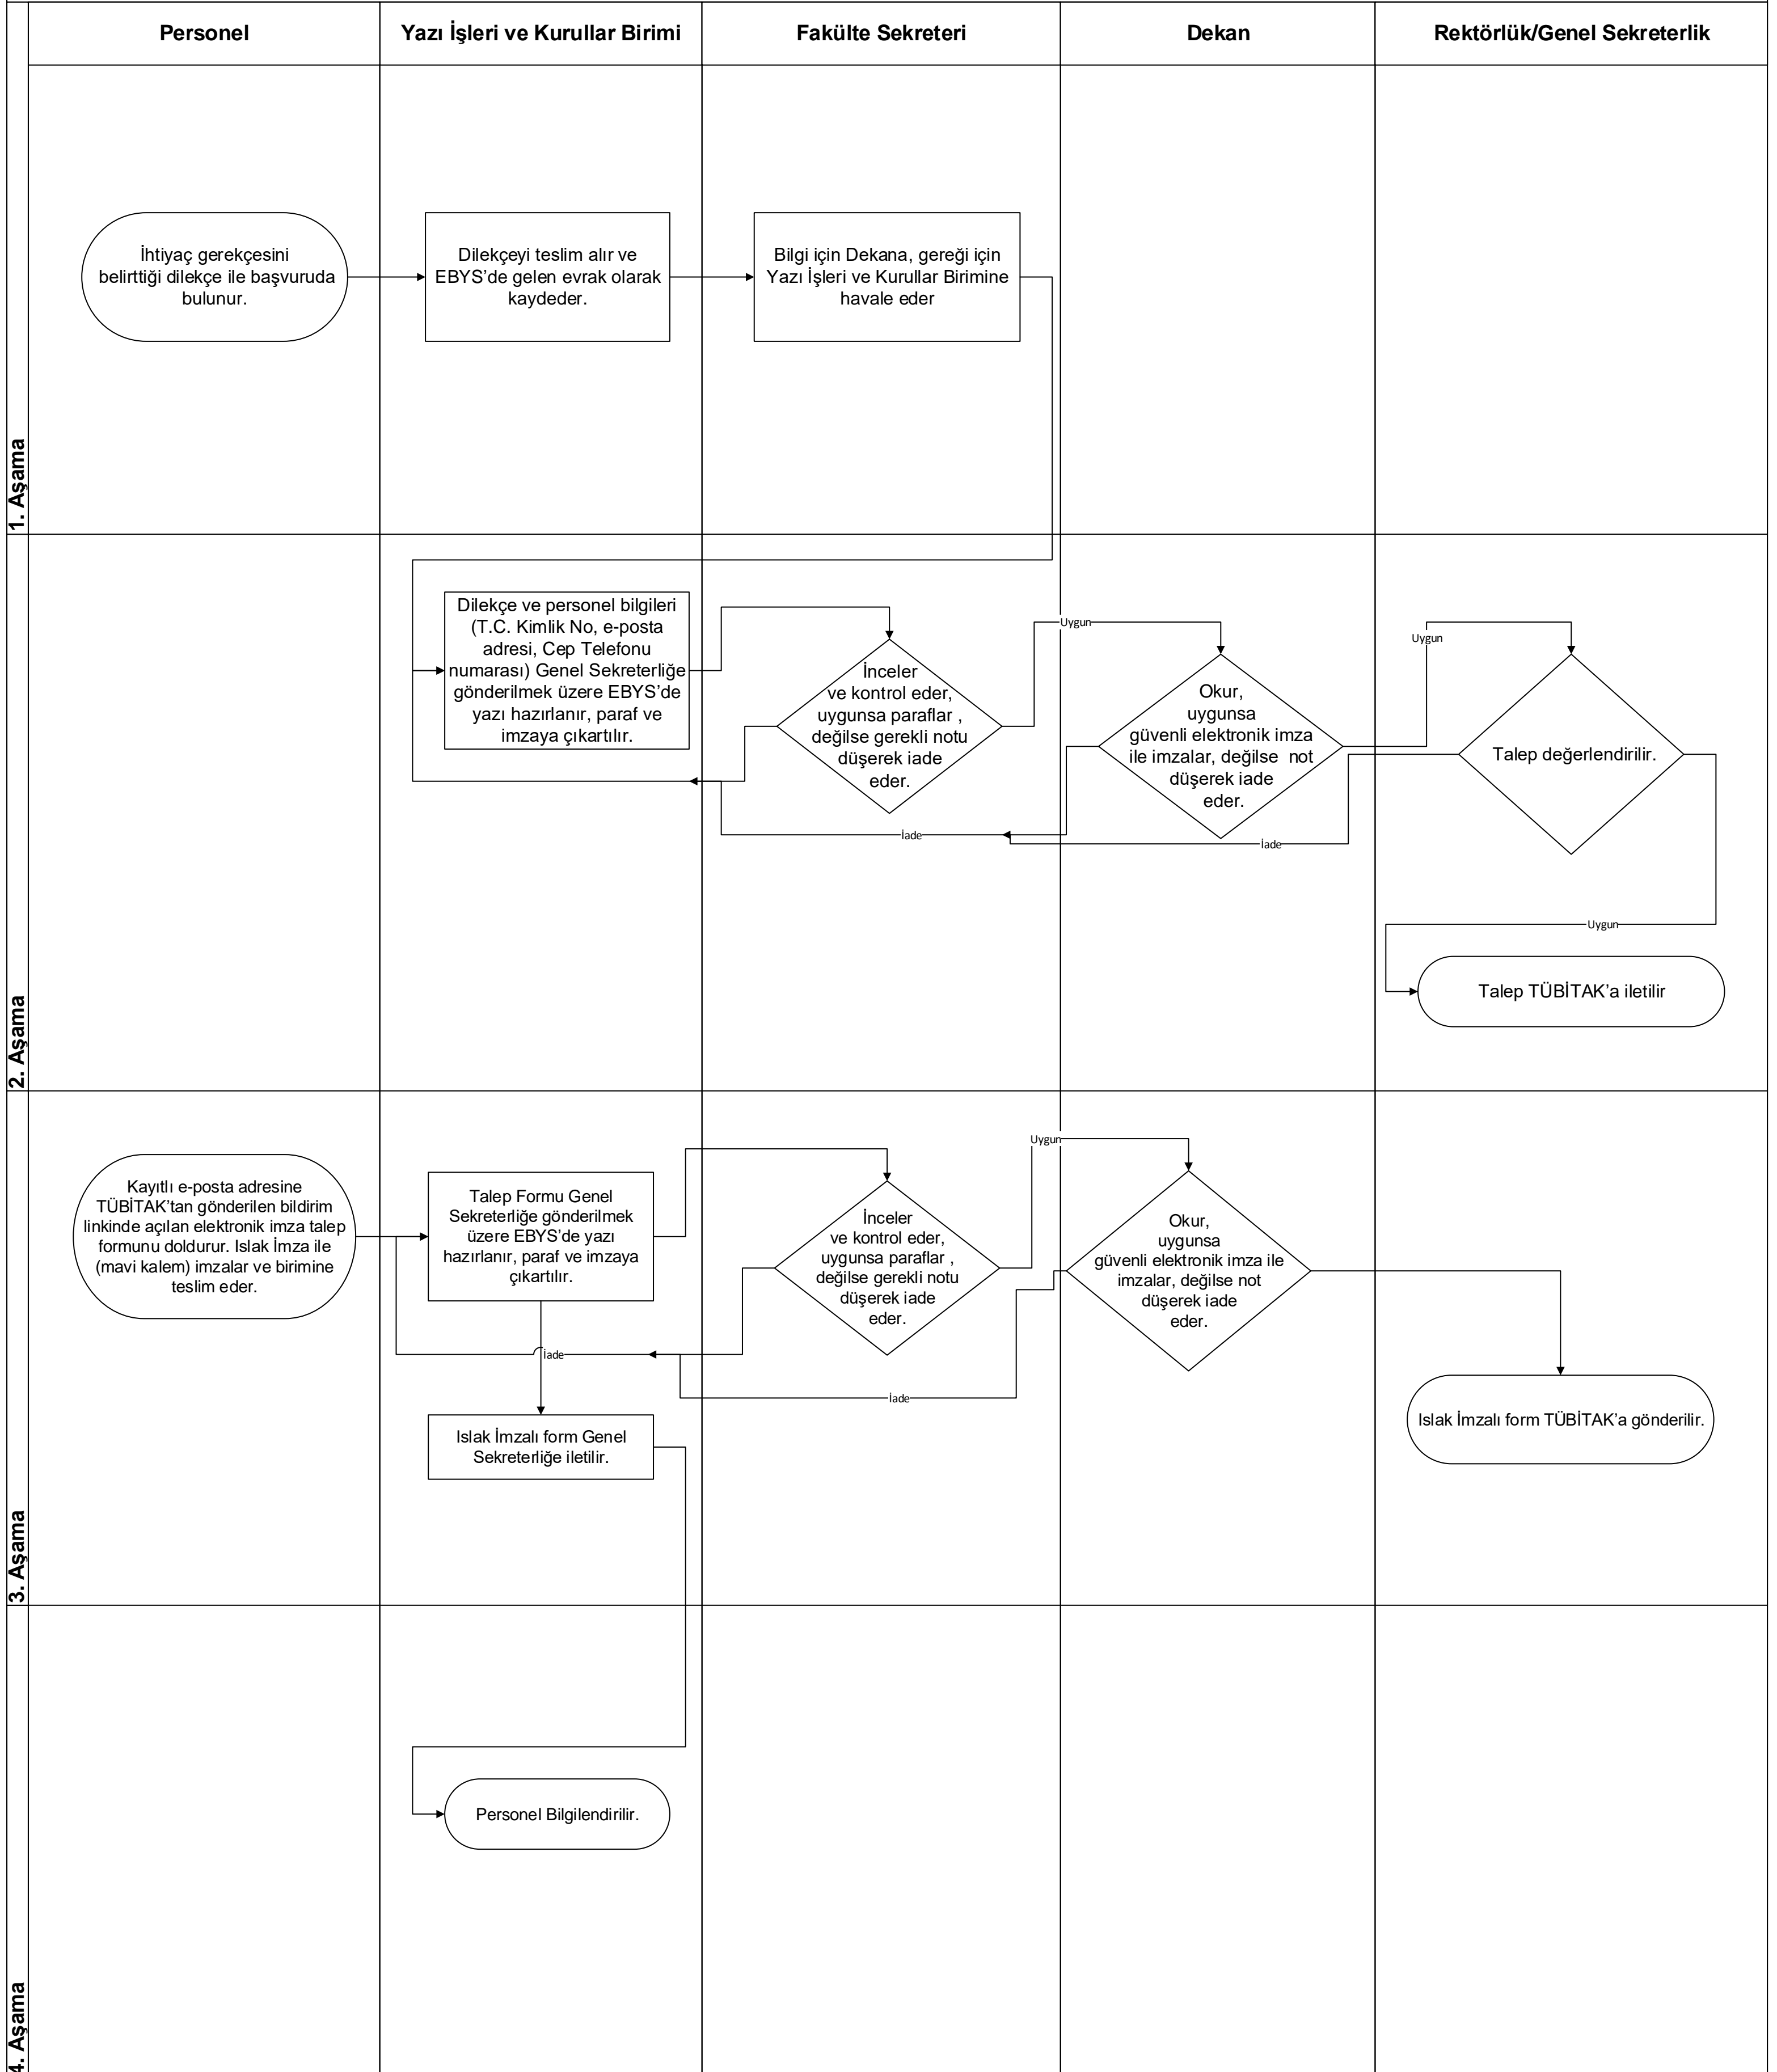 Personel
Yazı İşleri ve Kurullar Birimi
Fakülte Sekreteri
Dekan
Rektörlük/Genel Sekreterlik
1. Aşama
İhtiyaç gerekçesini
belirttiği dilekçe ile başvuruda
bulunur.
Dilekçeyi teslim alır ve
EBYS’de gelen evrak olarak
kaydeder.
Bilgi için Dekana, gereği için
Yazı İşleri ve Kurullar Birimine
havale eder
2. Aşama
Dilekçe ve personel bilgileri
(T.C. Kimlik No, e-posta
adresi, Cep Telefonu
numarası) Genel Sekreterliğe
gönderilmek üzere EBYS’de
yazı hazırlanır, paraf ve
imzaya çıkartılır.
İnceler
ve kontrol eder,
uygunsa paraflar ,
değilse gerekli notu
düşerek iade
eder.
Uygun
Okur,
uygunsa
güvenli elektronik imza
ile imzalar, değilse  not
düşerek iade
eder.
Uygun
Talep değerlendirilir.
İade
İade
Uygun
Talep TÜBİTAK’a iletilir
3. Aşama
Kayıtlı e-posta adresine
TÜBİTAK’tan gönderilen bildirim
linkinde açılan elektronik imza talep
formunu doldurur. Islak İmza ile
(mavi kalem) imzalar ve birimine
teslim eder.
Talep Formu Genel
Sekreterliğe gönderilmek
üzere EBYS’de yazı
hazırlanır, paraf ve imzaya
çıkartılır.
İnceler
ve kontrol eder,
uygunsa paraflar ,
değilse gerekli notu
düşerek iade
eder.
Uygun
Okur,
uygunsa
güvenli elektronik imza ile
imzalar, değilse not
düşerek iade
eder.
İade
İade
Islak İmzalı form Genel
Sekreterliğe iletilir.
Islak İmzalı form TÜBİTAK’a gönderilir.
4. Aşama
Personel Bilgilendirilir.